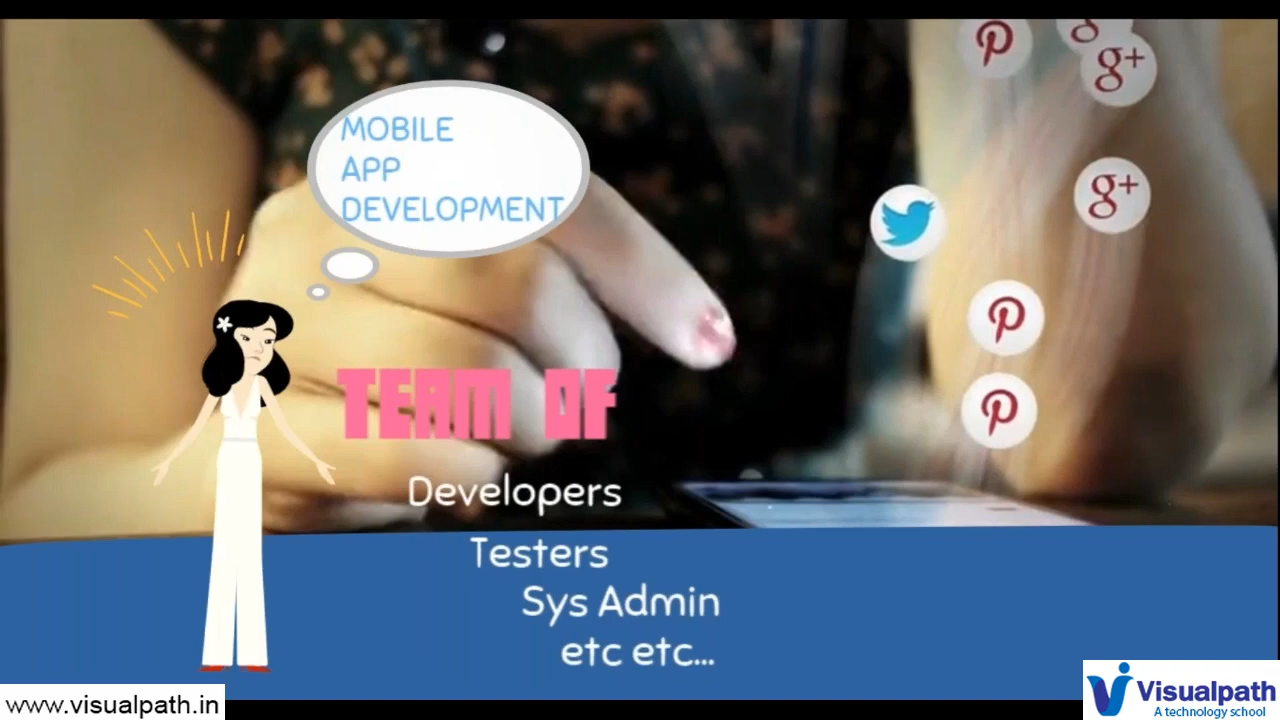 MOBILE
APP
DEVELOPMENT
TEAM OF
Developers
Testers
Sys Admin
etc etc...
g+
g+
www.visualpath.in
Visualpath
A technology school